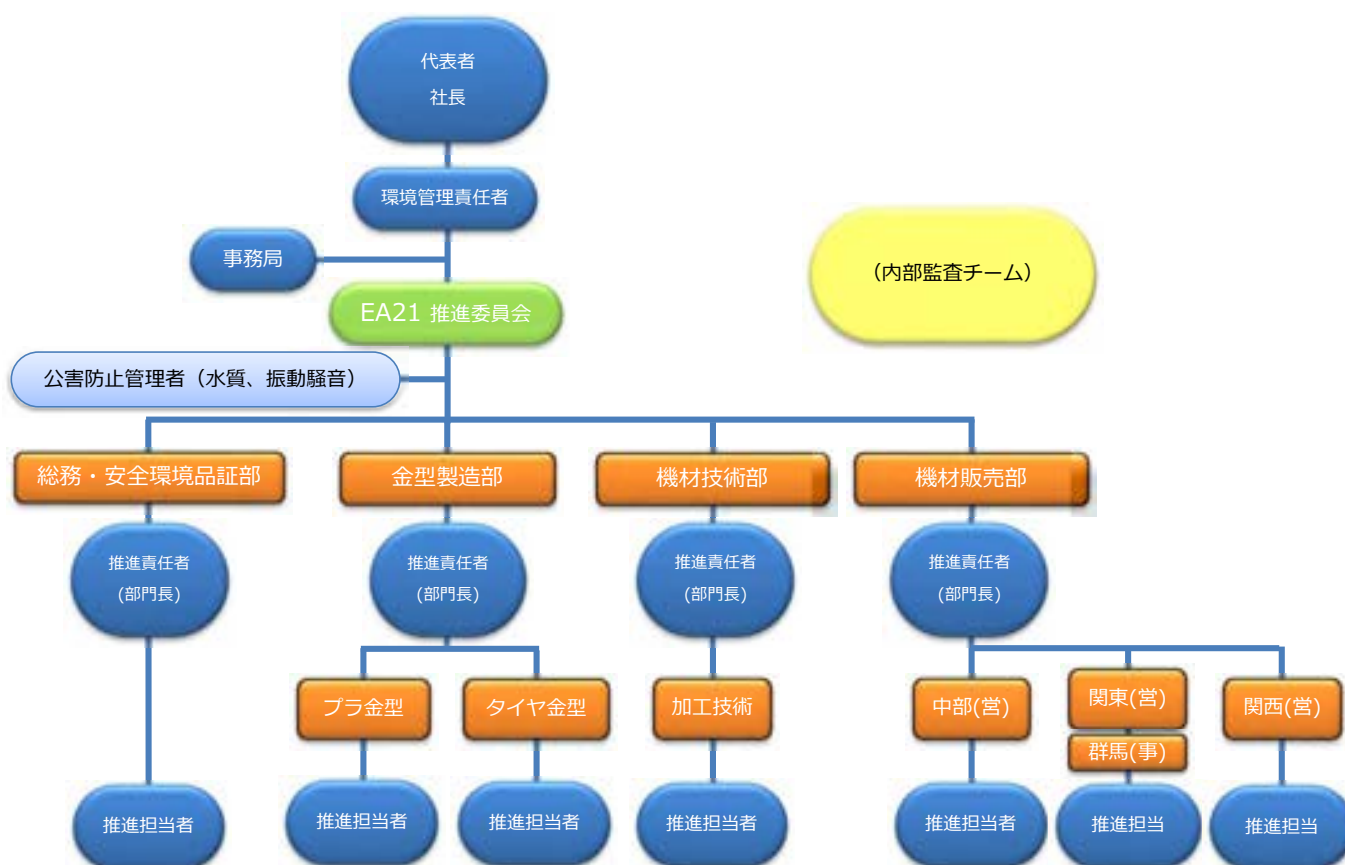 代表者
社長
環境管理責任者
事務局
(内部監査チーム)
EA21 推進委員会
公害防止管理者（水質、振動騒音）
総務・安全環境品証部
金型製造部
機材技術部
機材販売部
推進責任者
(部門長)
推進責任者
(部門長)
推進責任者
(部門長)
推進責任者
(部門長)
プラ金型
タイヤ金型
加工技術
中部(営)
関東(営)
関西(営)
群馬(事)
推進担当者
推進担当者
推進担当者
推進担当者
推進担当者
推進担当
推進担当